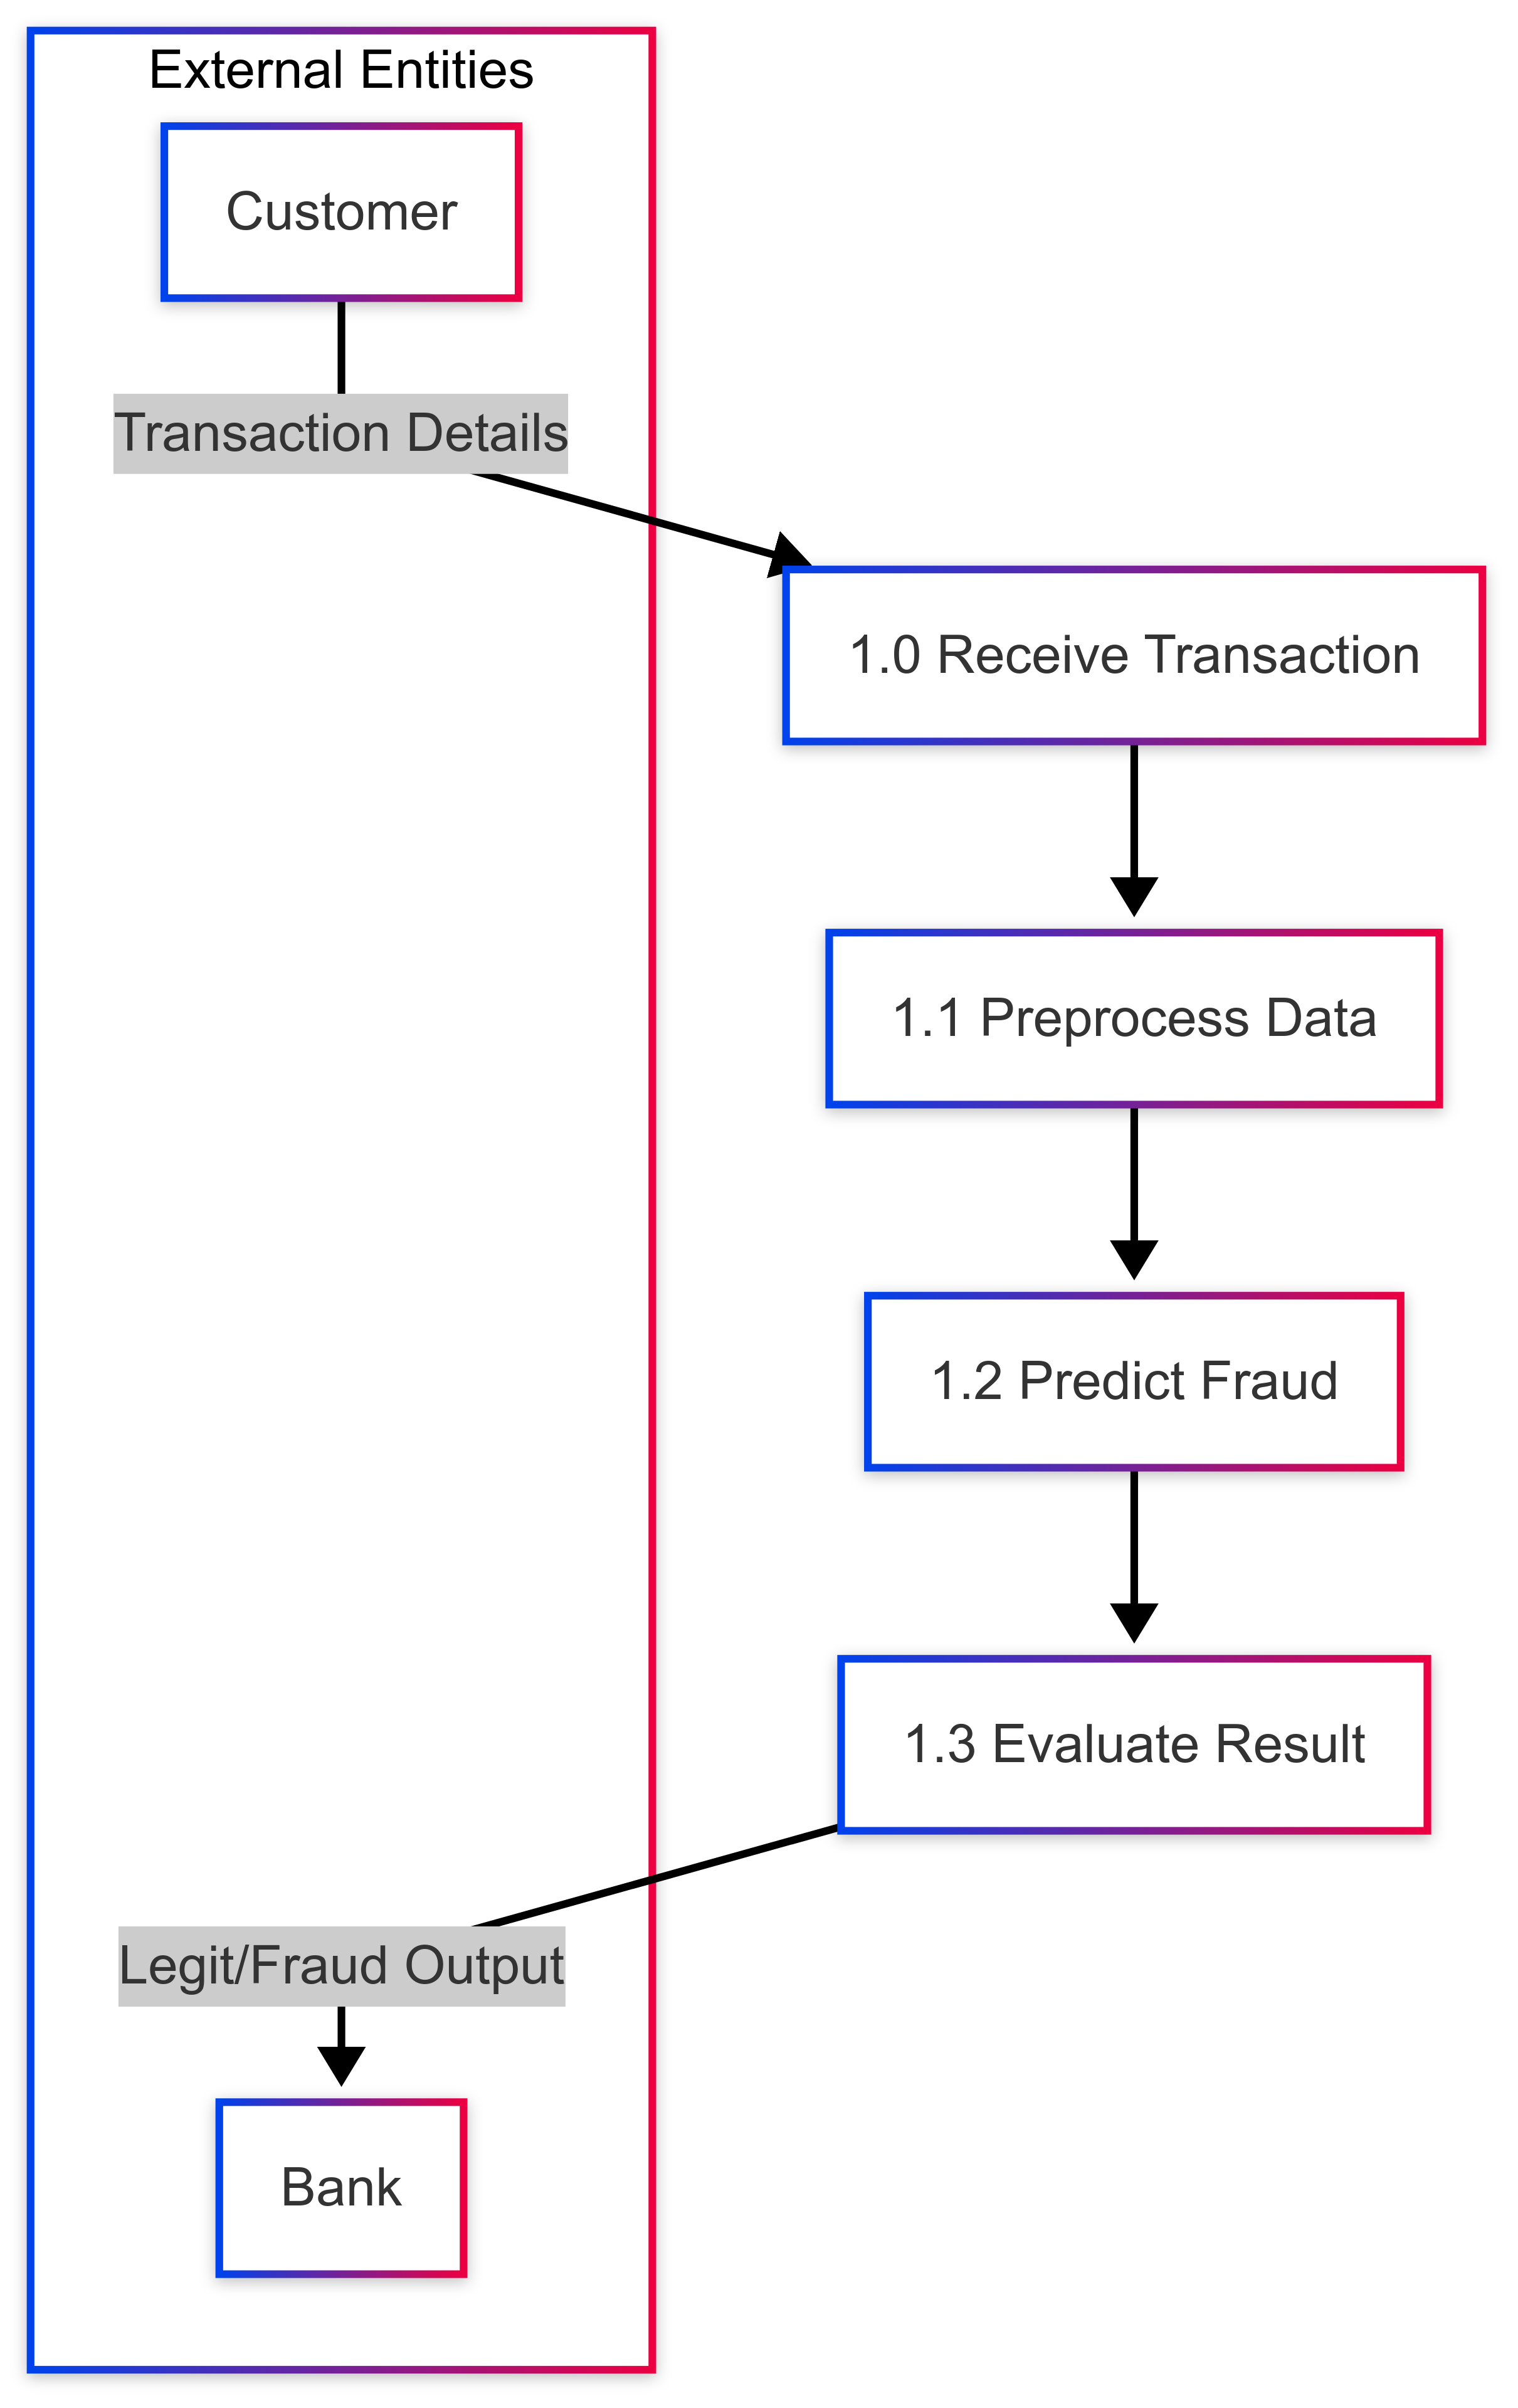 External Entities
Customer
Transaction Details
1.0 Receive Transaction
1.1 Preprocess Data
1.2 Predict Fraud
1.3 Evaluate Result
Legit/Fraud Output
Bank